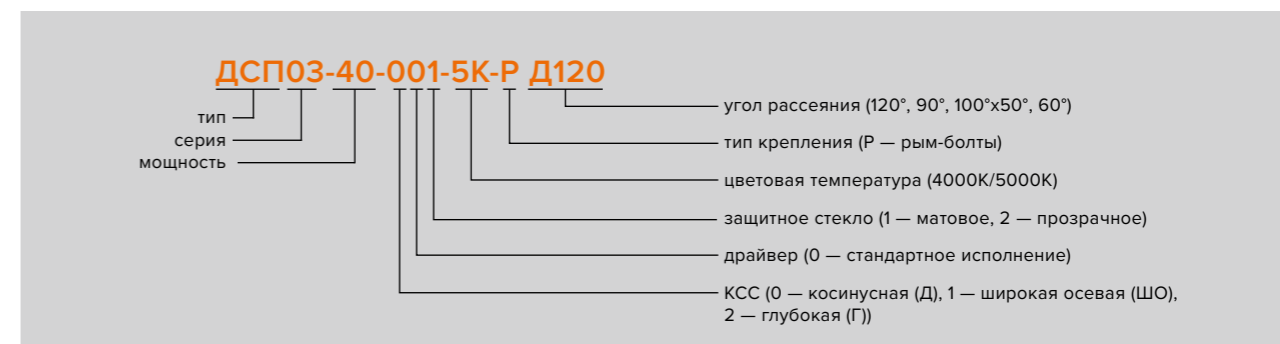 ДСП03-40-001-5К-Р Д120
тип
серия
мощность
угол рассеяния (120°, 90°, 100°х50°, 60°)
тип крепления (Р — рым-болты)
цветовая температура (4000К/5000К)
защитное стекло (1 — матовое, 2 — прозрачное)
драйвер (0 — стандартное исполнение)
КСС (0 — косинусная (Д), 1 — широкая осевая (ШО),
2 — глубокая (Г))